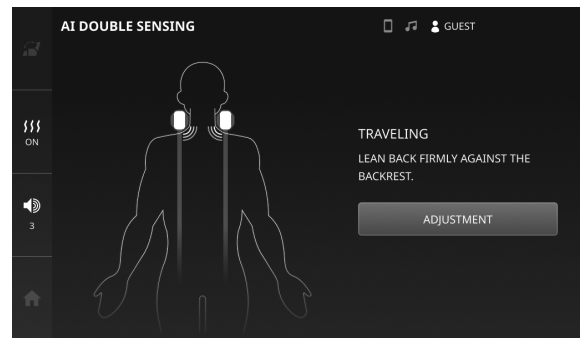 AI DOUBLE SENSING
GUEST
ON
3
TRAVELING
LEAN BACK FIRMLY AGAINST THE
BACKREST.
ADJUSTMENT